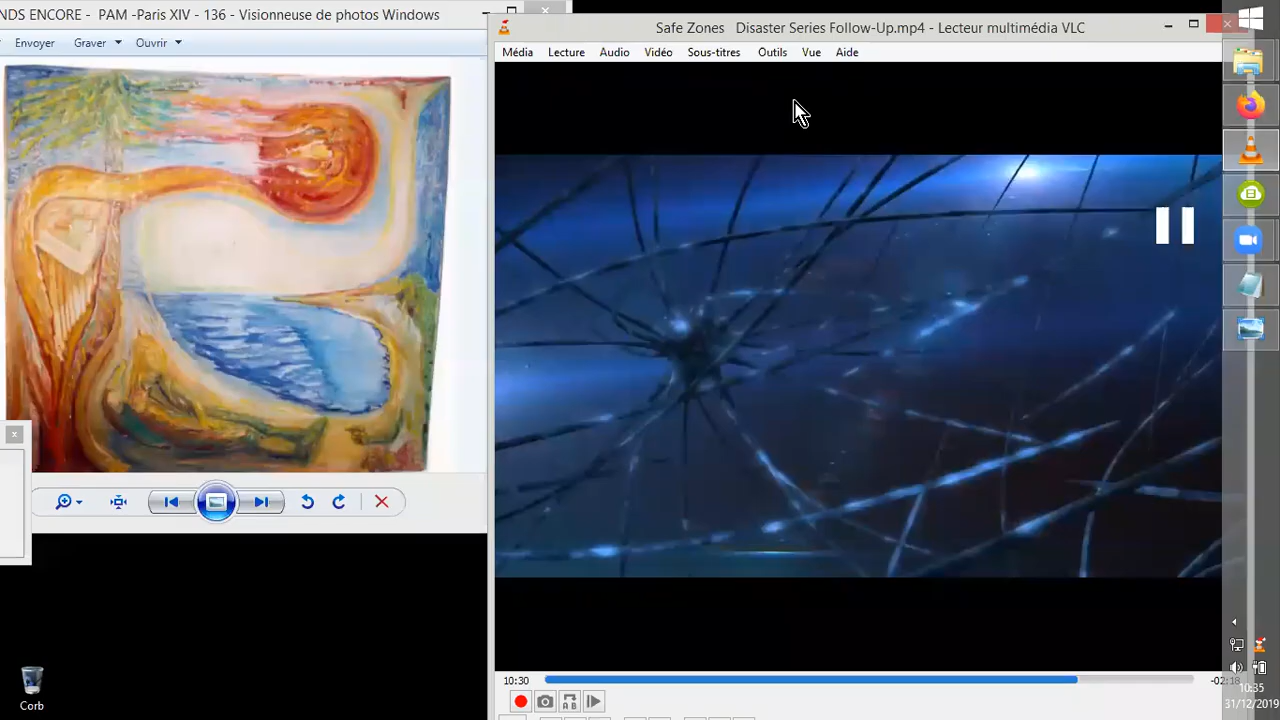 NDS ENCORE - PAM -Paris XIV - 136 - Visionneuse de photos Windows
Envoyer Graver Ouvrir
Safe Zones Disaster Series Follow-Up.mp4 - Lecteur multimédia VLC
Média Lecture Audio Vidéo Sous-titres Outils Vue Aide
10:30
-02:18
Corb
10:35
31/12/2019